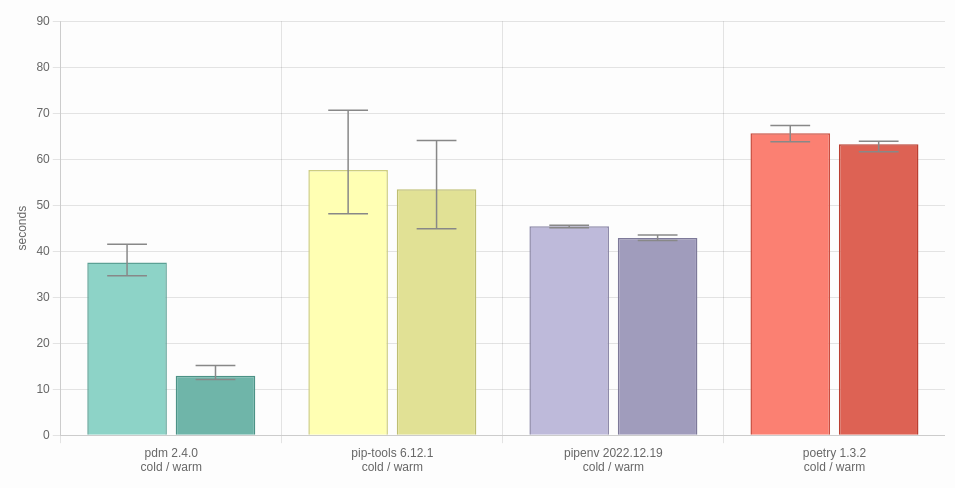 90
80
70
60
50
40
30
20
10
0
seconds
pdm 2.4.0
cold / warm
pip-tools 6.12.1
cold / warm
pipenv 2022.12.19
cold / warm
poetry 1.3.2
cold / warm